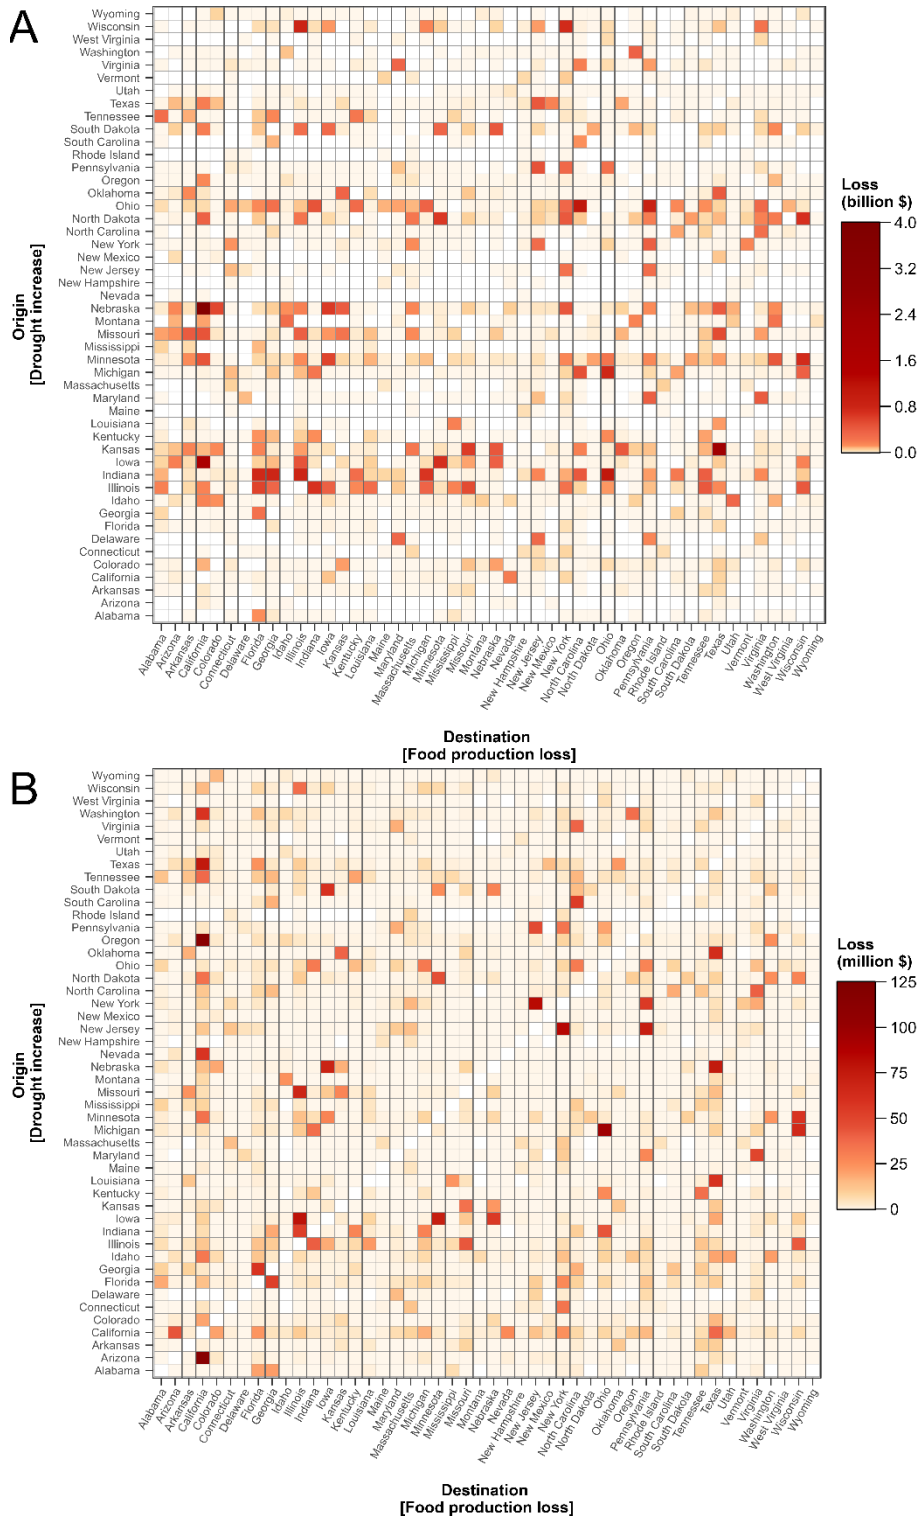 A
Wyoming
Wisconsin
West Virginia
Washington
Virginia
Vermont
Utah
Texas
Tennessee
South Dakota
South Carolina
Rhode Island
Pennsylvania
Oregon
Oklahoma
Ohio
North Dakota
North Carolina
New York
New Mexico
New Jersey
New Hampshire
Nevada
Nebraska
Montana
Missouri
Mississippi
Minnesota
Michigan
Massachusetts
Maryland
Maine
Louisiana
Kentucky
Kansas
Iowa
Indiana
Illinois
Idaho
Georgia
Florida
Delaware
Connecticut
Colorado
California
Arkansas
Arizona
Alabama
Origin
[Drought increase]
Alabama
Arizona
Arkansas
California
Colorado
Connecticut
Delaware
Florida
Georgia
Idaho
Illinois
Indiana
Iowa
Kansas
Kentucky
Louisiana
Maine
Maryland
Massachusetts
Michigan
Minnesota
Mississippi
Missouri
Montana
Nebraska
Nevada
New Hampshire
New Jersey
New Mexico
New York
North Carolina
North Dakota
Ohio
Oklahoma
Oregon
Pennsylvania
Rhode Island
South Carolina
South Dakota
Tennessee
Texas
Utah
Vermont
Virginia
Washington
West Virginia
Wisconsin
Wyoming
Destination
[Food production loss]
Loss
(billion $)
4.0
3.2
2.4
1.6
0.8
0.0
B
Wyoming
Wisconsin
West Virginia
Washington
Virginia
Vermont
Utah
Texas
Tennessee
South Dakota
South Carolina
Rhode Island
Pennsylvania
Oregon
Oklahoma
Ohio
North Dakota
North Carolina
New York
New Mexico
New Jersey
New Hampshire
Nevada
Nebraska
Montana
Missouri
Mississippi
Minnesota
Michigan
Massachusetts
Maryland
Maine
Louisiana
Kentucky
Kansas
Iowa
Indiana
Illinois
Idaho
Georgia
Florida
Delaware
Connecticut
Colorado
California
Arkansas
Arizona
Alabama
Origin
[Drought increase]
Alabama
Arizona
Arkansas
California
Colorado
Connecticut
Delaware
Florida
Georgia
Idaho
Illinois
Indiana
Iowa
Kansas
Kentucky
Louisiana
Maine
Maryland
Massachusetts
Michigan
Minnesota
Mississippi
Missouri
Montana
Nebraska
Nevada
New Hampshire
New Jersey
New Mexico
New York
North Carolina
North Dakota
Ohio
Oklahoma
Oregon
Pennsylvania
Rhode Island
South Carolina
South Dakota
Tennessee
Texas
Utah
Vermont
Virginia
Washington
West Virginia
Wisconsin
Wyoming
Destination
[Food production loss]
Loss
(million $)
125
100
75
50
25
0